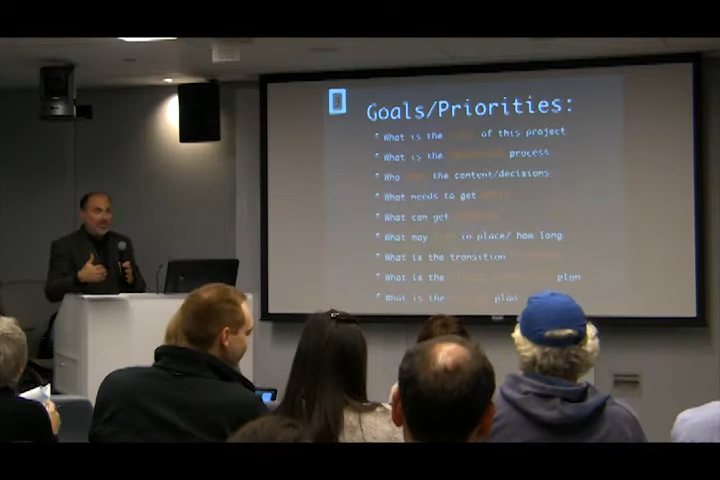 Goals/Priorities:
* What is the of this project
* What is the process
* Who the content/decisions
* What needs to get
* What can get
* What may in place/ how long
* What is the transition
* What is the plan
* What is the plan